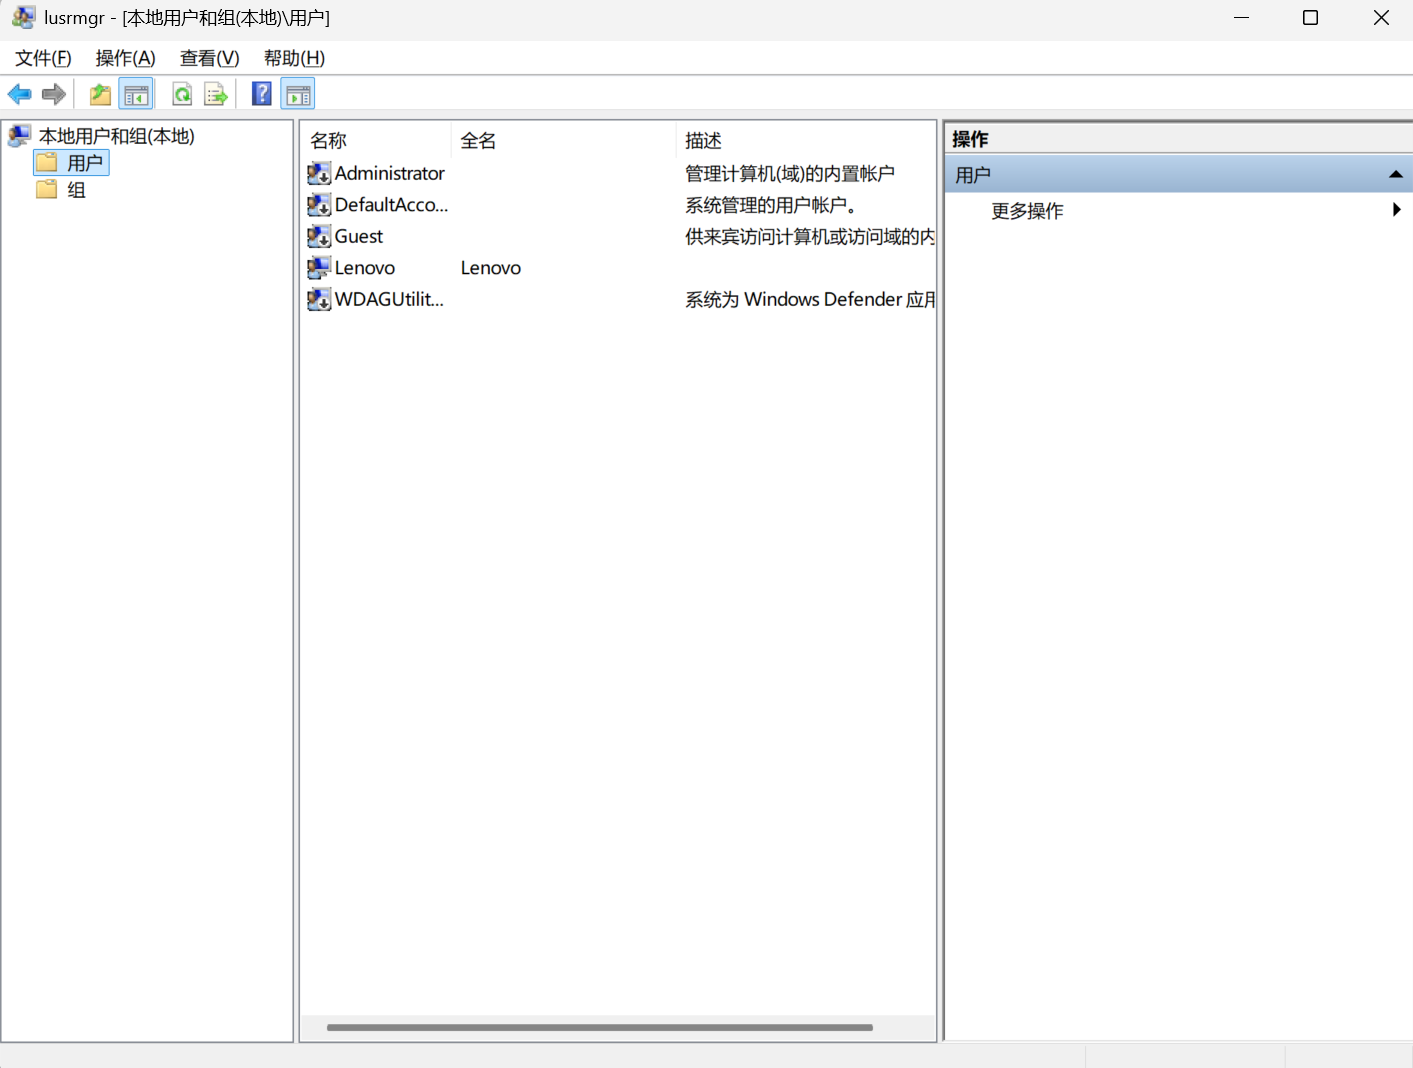 lusrmgr - [本地用户和组(本地)\用户]
文件(F) 操作(A) 查看(V) 帮助(H)
本地用户和组(本地)
用户
组
名称 全名 描述
Administrator 管理计算机(域)的内置帐户
DefaultAcco... 系统管理的用户帐户。
Guest 供来宾访问计算机或访问域的内
Lenovo Lenovo
WDAGUtilit... 系统为 Windows Defender 应用
操作
用户
更多操作